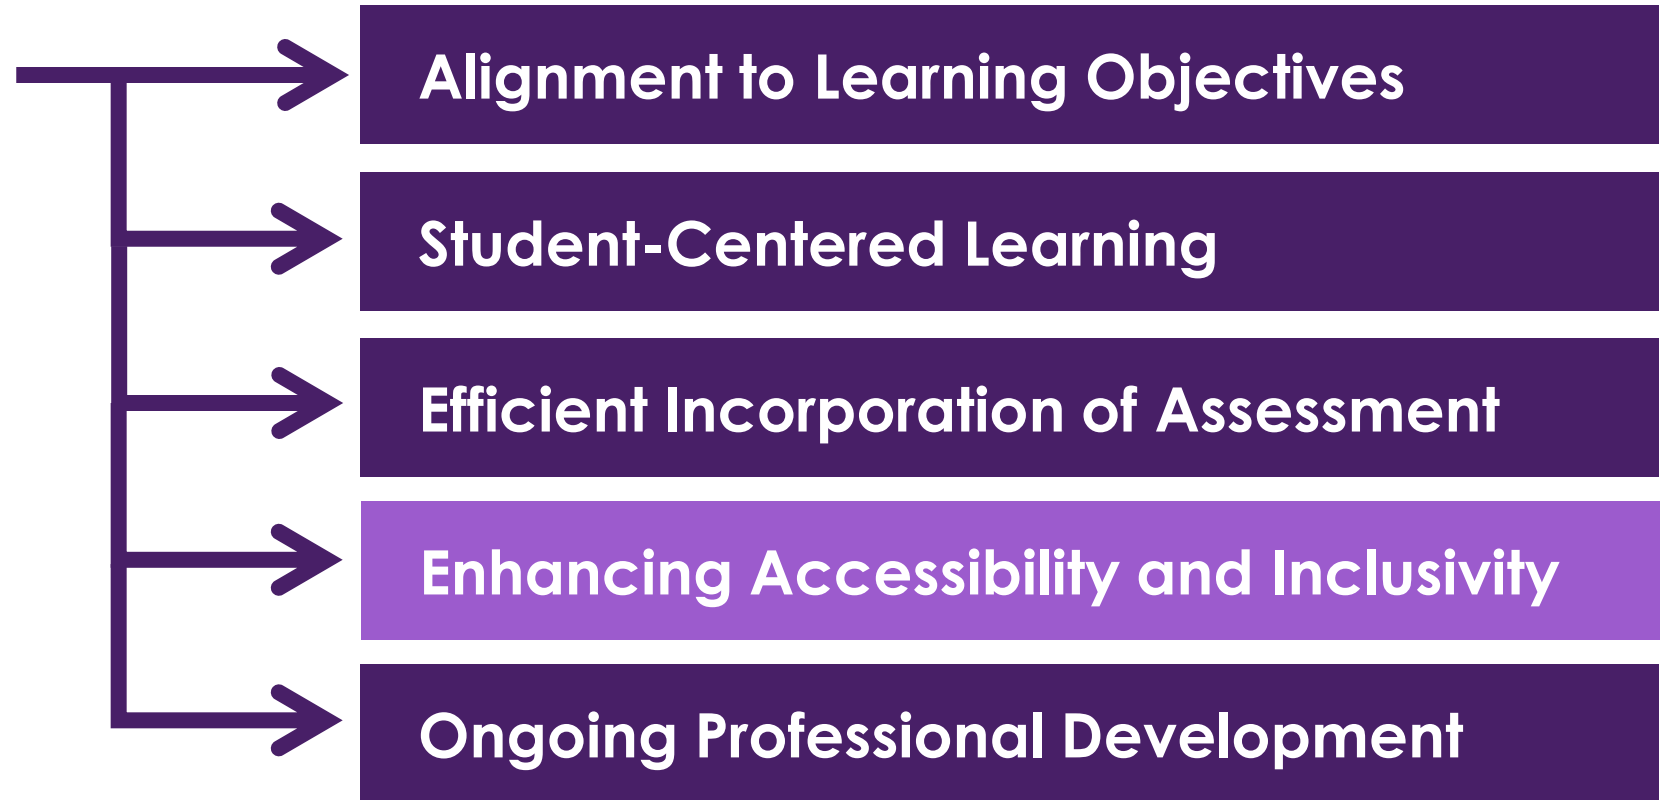 Alignment to Learning Objectives
Student-Centered Learning
Efficient Incorporation of Assessment
Enhancing Accessibility and Inclusivity
Ongoing Professional Development